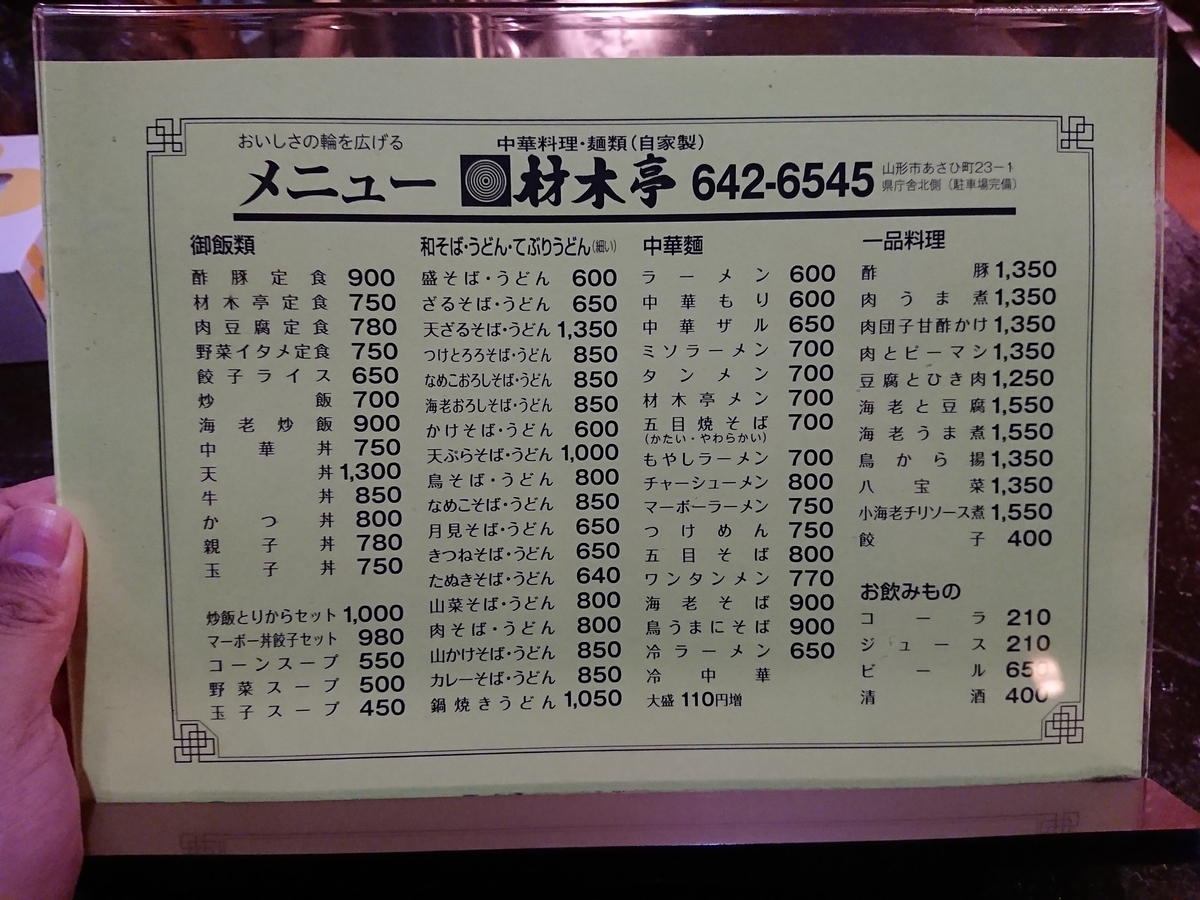 おいしさの輪を広げる
メニュー
中華料理・麺類(自家製)
材木亭 642-6545
山形市あさひ町23-1
県庁舎北側(駐車場完備)
御飯類
酢豚定食 900
材木亭定食 750
肉豆腐定食 780
野菜イタメ定食 750
餃子ライス 650
炒飯 700
海老炒飯 900
中華丼 750
天丼 1,300
牛丼 850
かつ丼 800
親子丼 780
玉子丼 750
炒飯とりからセット 1,000
マーボー丼餃子セット 980
コーンスープ 550
野菜スープ 500
玉子スープ 450
和そば・うどん・てぶりうどん(細い)
盛そば・うどん 600
ざるそば・うどん 650
天ざるそば・うどん 1,350
つけとろろそば・うどん 850
なめこおろしそば・うどん 850
海老おろしそば・うどん 850
かけそば・うどん 600
天ぷらそば・うどん 1,000
鳥そば・うどん 800
なめこそば・うどん 850
月見そば・うどん 650
きつねそば・うどん 650
たぬきそば・うどん 640
山菜そば・うどん 800
肉そば・うどん 800
山かけそば・うどん 850
カレーそば・うどん 850
鍋焼きうどん 1,050
中華麺
ラーメン 600
中華もり 600
中華ザル 650
ミソラーメン 700
タンメン 700
材木亭メン 700
五目焼そば 700
(かたい・やわらかい)
もやしラーメン 700
チャーシューメン 800
マーボーラーメン 750
つけめん 750
五目そば 800
ワンタンメン 770
海老そば 900
鳥うまにそば 900
冷ラーメン 650
冷中華
大盛 110円増
一品料理
酢豚 1,350
肉うま煮 1,350
肉団子甘酢かけ 1,350
肉とピーマン 1,350
豆腐とひき肉 1,250
海老と豆腐 1,550
海老うま煮 1,550
鳥から揚 1,350
八宝菜 1,350
小海老チリソース煮 1,550
餃子 400
お飲みもの
コーラ 210
ジュース 210
ビール 650
清酒 400